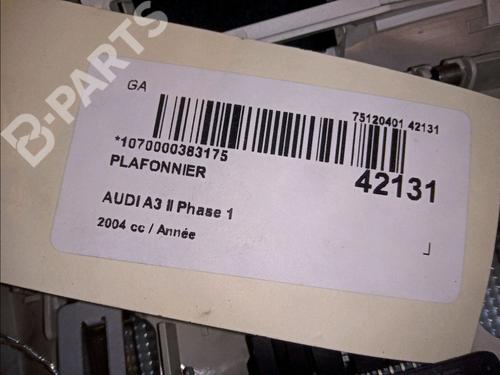 B-PARTS
GA
75120401 42131
*1070000383175
PLAFONNIER
42131
AUDI A3 II Phase 1
2004 cc / Année